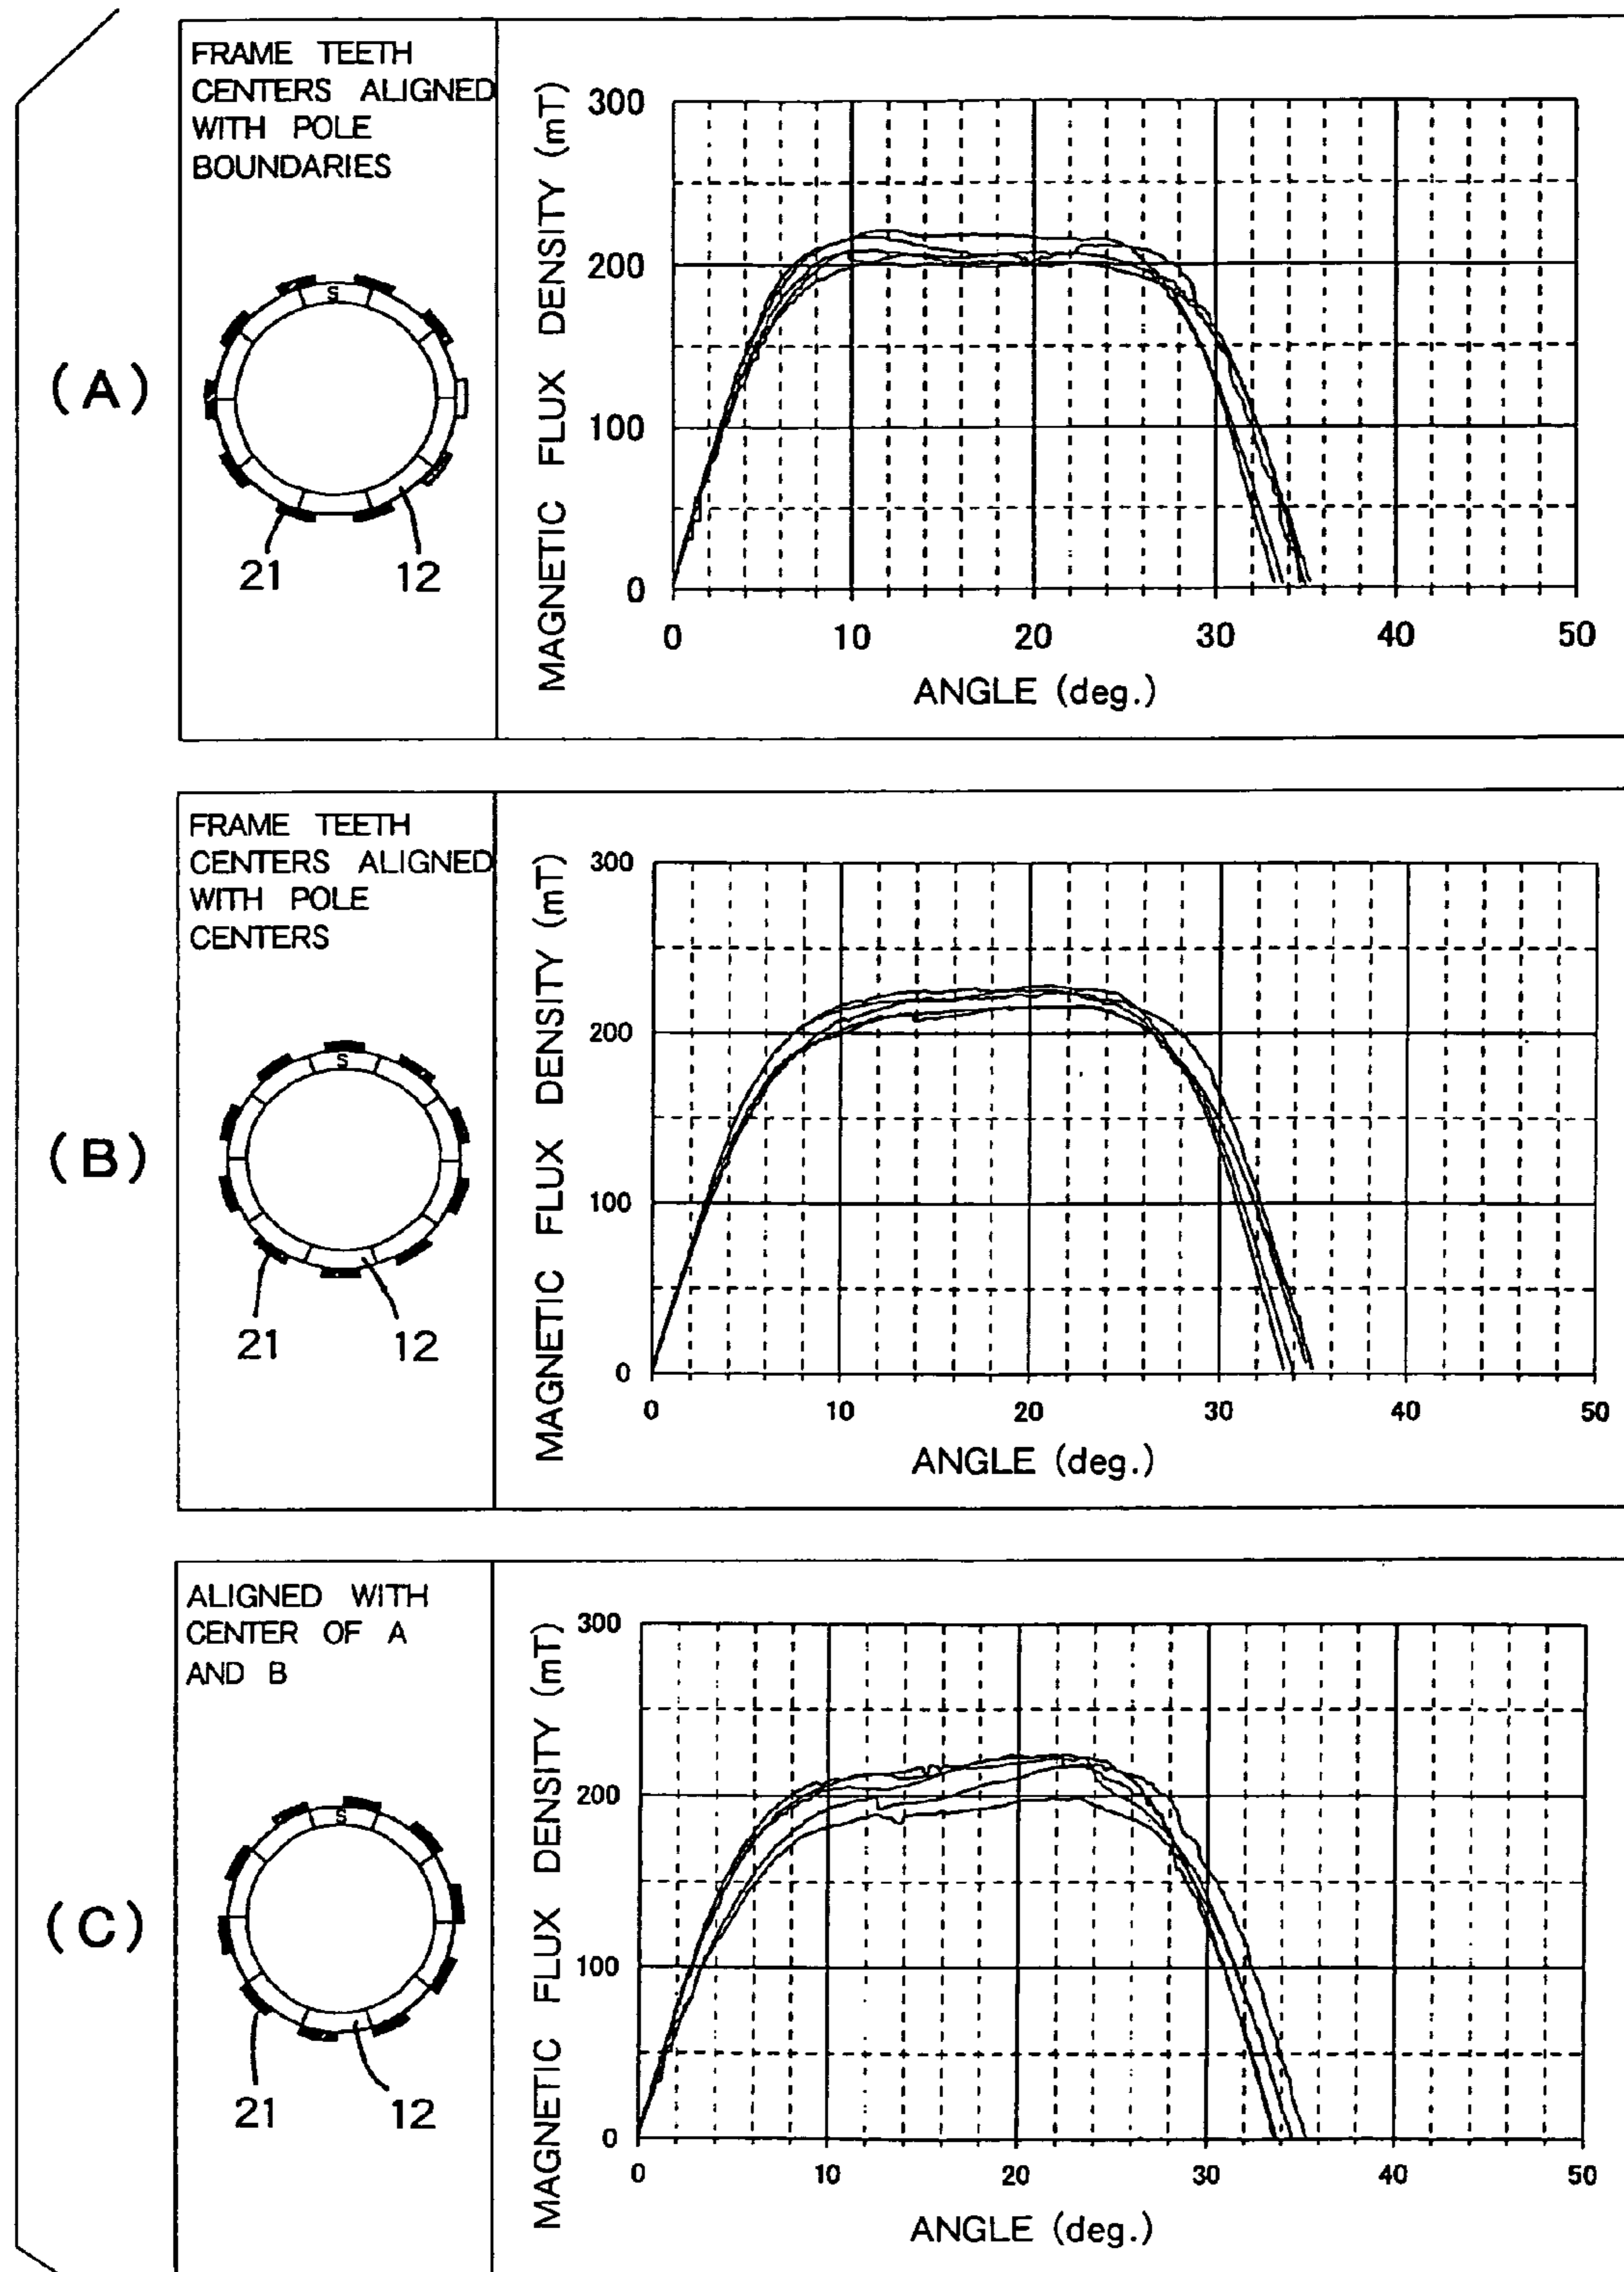 (A)
FRAME TEETH
CENTERS ALIGNED
WITH POLE
BOUNDARIES
S
21
12
MAGNETIC FLUX DENSITY (mT)
300
200
100
0
0 10 20 30 40 50
ANGLE (deg.)
(B)
FRAME TEETH
CENTERS ALIGNED
WITH POLE
CENTERS
S
21
12
MAGNETIC FLUX DENSITY (mT)
300
200
100
0
0 10 20 30 40 50
ANGLE (deg.)
(C)
ALIGNED WITH
CENTER OF A
AND B
S
21
12
MAGNETIC FLUX DENSITY (mT)
300
200
100
0
0 10 20 30 40 50
ANGLE (deg.)